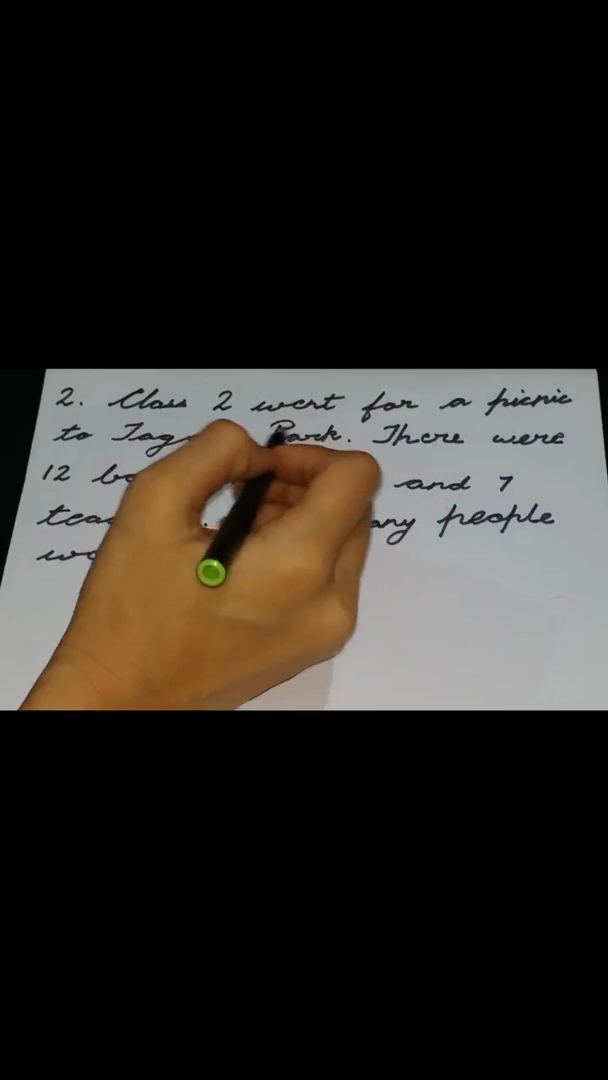 2. Class 2 went for a picnic
to Park. There were
12 and 7
people